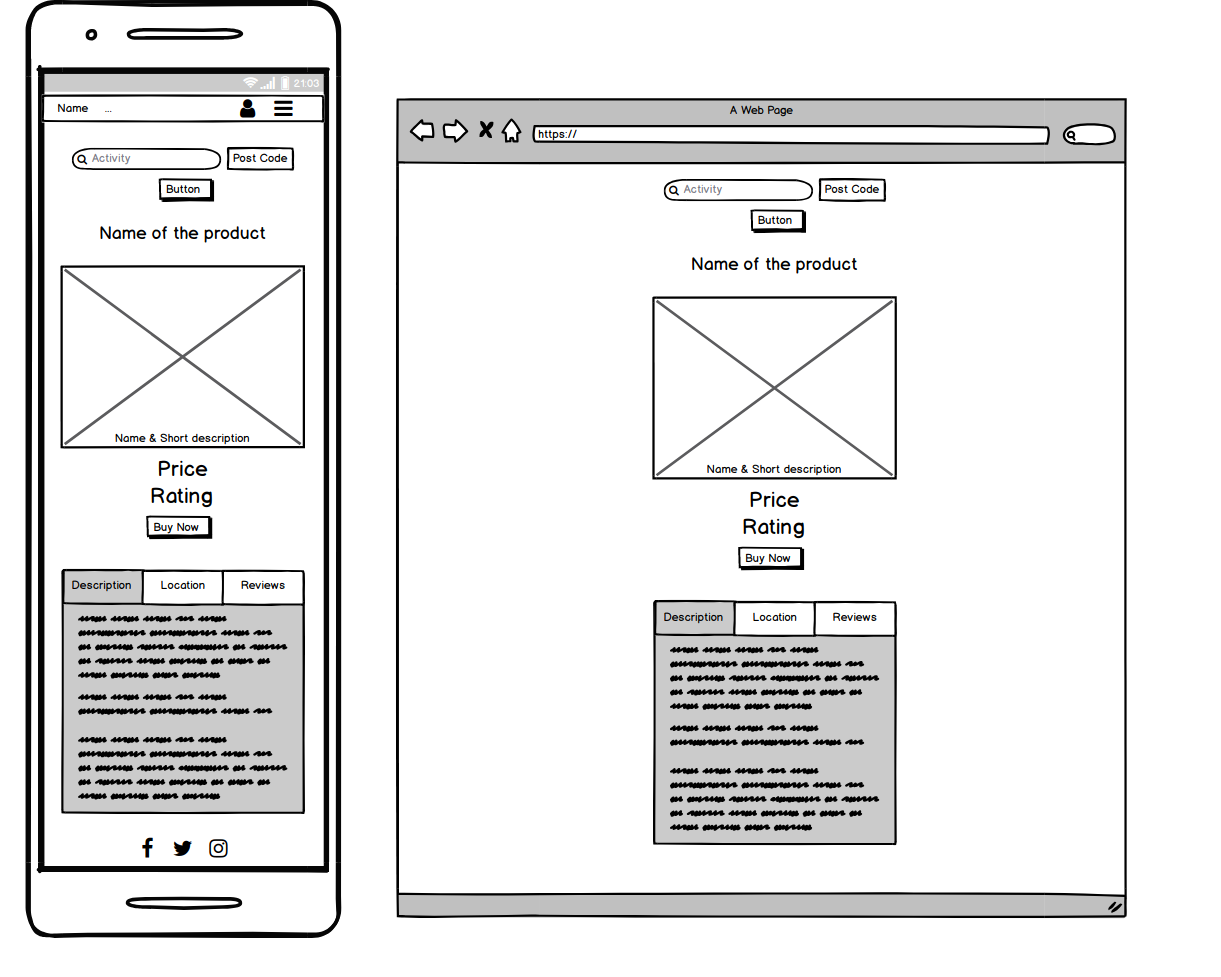 21:03
Name ...
Activity
Post Code
Button
Name of the product
Name & Short description
Price
Rating
Buy Now
Description Location Reviews
A Web Page
https://
Activity
Post Code
Button
Name of the product
Name & Short description
Price
Rating
Buy Now
Description Location Reviews